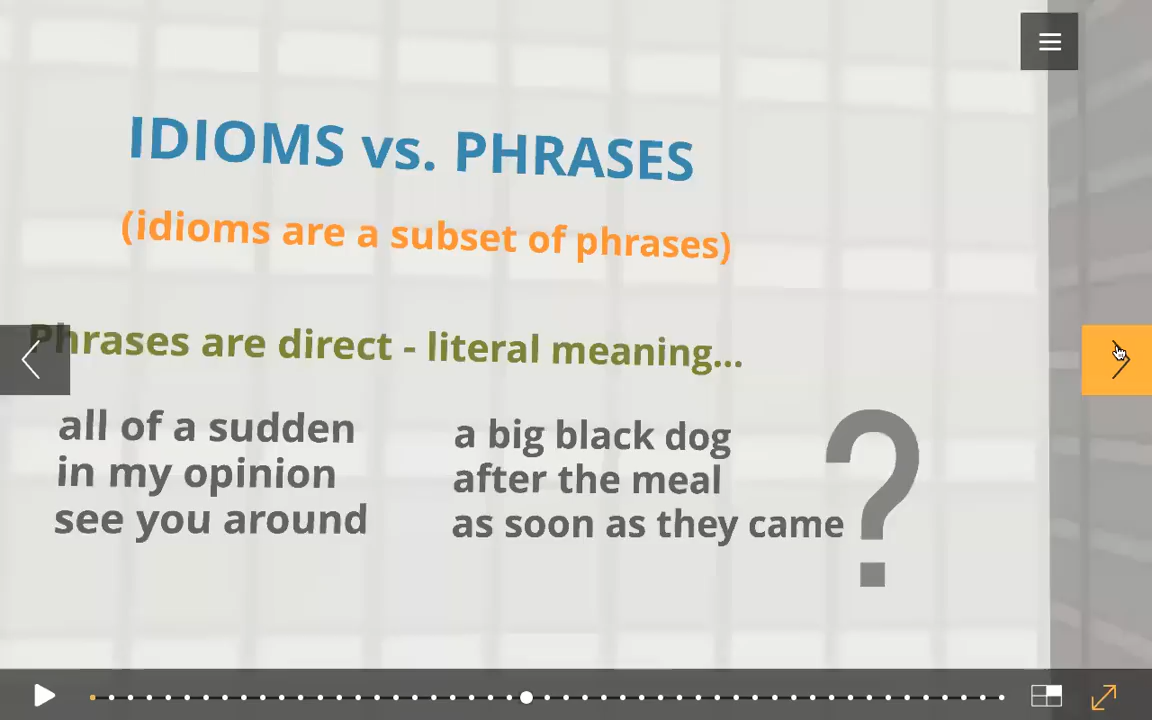 IDIOMS vs. PHRASES
(idioms are a subset of phrases)
Phrases are direct - literal meaning...
all of a sudden
in my opinion
see you around
a big black dog
after the meal
as soon as they came
?